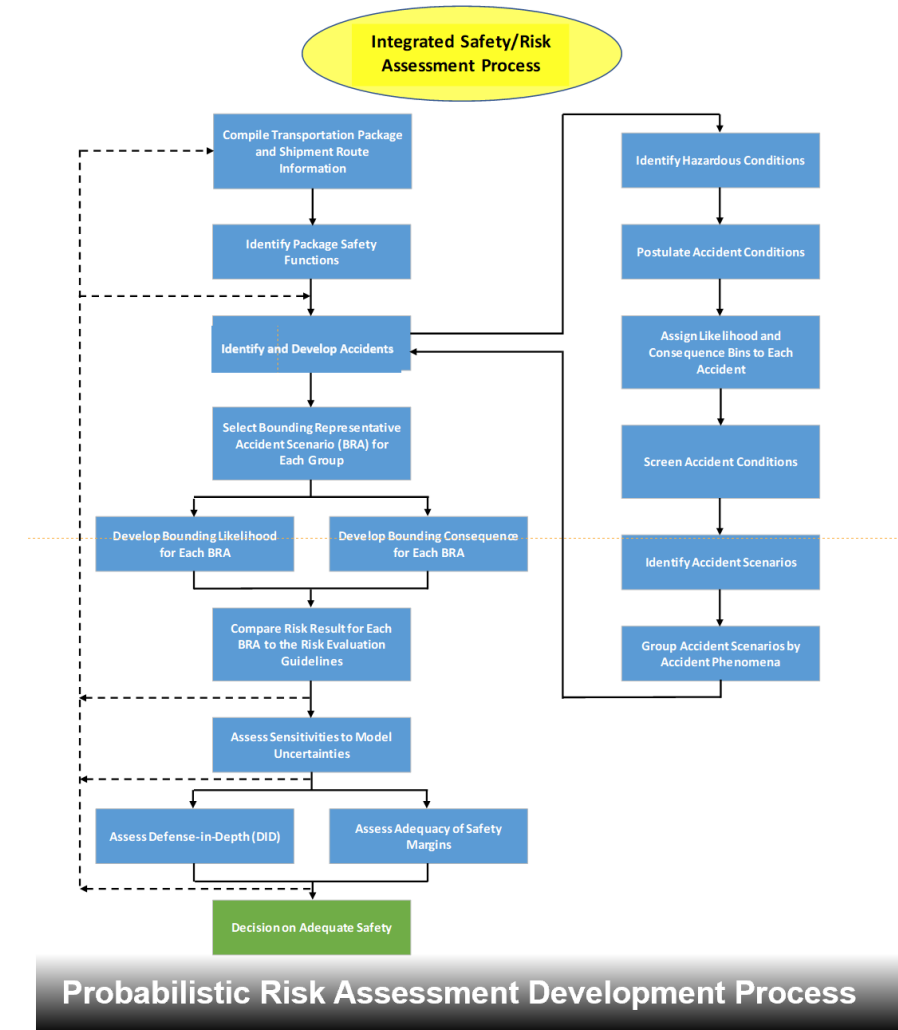 Integrated Safety/Risk
Assessment Process
Compile Transportation Package
and Shipment Route
Information
Identify Package Safety
Functions
Identify and Develop Accidents
Select Bounding Representative
Accident Scenario (BRA) for
Each Group
Develop Bounding Likelihood
for Each BRA
Develop Bounding Consequence
for Each BRA
Compare Risk Result for Each
BRA to the Risk Evaluation
Guidelines
Assess Sensitivities to Model
Uncertainties
Assess Defense-in-Depth (DID)
Assess Adequacy of Safety
Margins
Decision on Adequate Safety
Identify Hazardous Conditions
Postulate Accident Conditions
Assign Likelihood and
Consequence Bins to Each
Accident
Screen Accident Conditions
Identify Accident Scenarios
Group Accident Scenarios by
Accident Phenomena
Probabilistic Risk Assessment Development Process